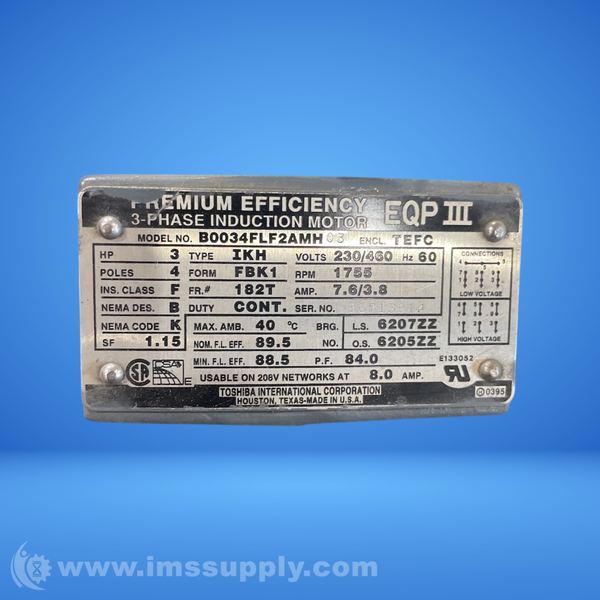 PREMIUM EFFICIENCY
3-PHASE INDUCTION MOTOR EQP III
MODEL NO. B0034FLF2AMH03 ENCL. TEFC
HP 3 TYPE IKH VOLTS 230/460 Hz 60
POLES 4 FORM FBK1 RPM 1755
INS. CLASS F FR.# 182T AMP. 7.6/3.8
NEMA DES. B DUTY CONT. SERIAL NO.
NEMA CODE K MAX. AMB. 40 °C BRG. L.S. 6207ZZ
SF 1.15 NOM. F.L. EFF. 89.5 NO. O.S. 6205ZZ
MIN. F.L. EFF. 88.5 P.F. 84.0
USABLE ON 208V NETWORKS AT 8.0 AMP.
CONNECTIONS
LOW VOLTAGE
HIGH VOLTAGE
E133052
TOSHIBA INTERNATIONAL CORPORATION
HOUSTON, TEXAS-MADE IN U.S.A.
0395
www.imssupply.com